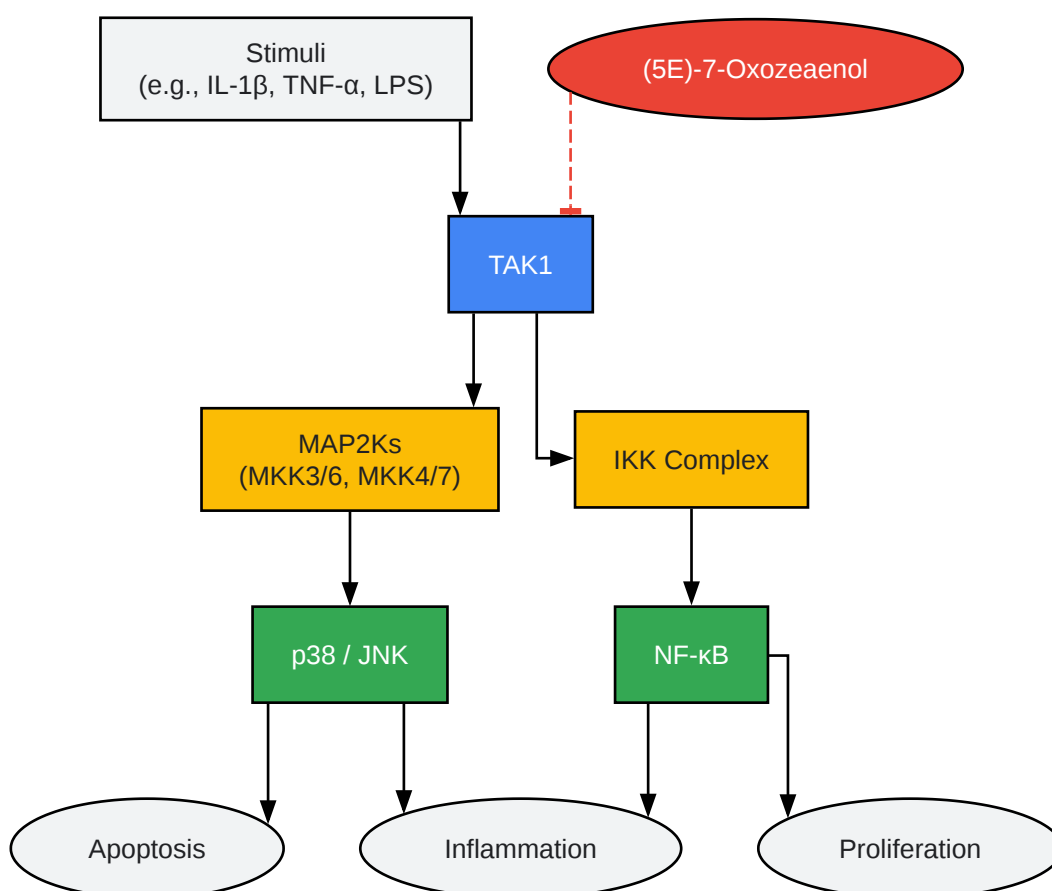 Stimuli
(e.g., IL-1β, TNF-α, LPS)
(5E)-7-Oxozeaenol
TAK1
MAP2Ks
(MKK3/6, MKK4/7)
IKK Complex
p38 / JNK
NF-κB
Apoptosis
Inflammation
Proliferation